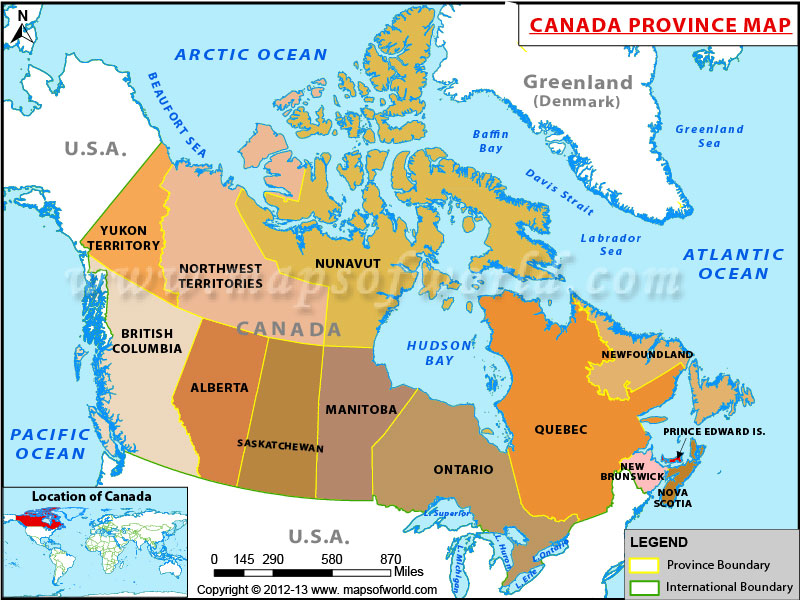 N
CANADA PROVINCE MAP
ARCTIC OCEAN
BEAUFORT SEA
Greenland
(Denmark)
U.S.A.
Baffin
Bay
Greenland
Sea
Davis Strait
Labrador
Sea
ATLANTIC
OCEAN
YUKON
TERRITORY
NORTHWEST
TERRITORIES
NUNAVUT
www.mapsofworld.com
CANADA
BRITISH
COLUMBIA
HUDSON
BAY
NEWFOUNDLAND
ALBERTA
MANITOBA
SASKATCHEWAN
QUEBEC
PRINCE EDWARD IS.
PACIFIC
OCEAN
ONTARIO
NEW
BRUNSWICK
NOVA
SCOTIA
Location of Canada
L. Superior
U.S.A.
L. Huron
L. Ontario
L. Erie
L. Michigan
0 145 290 580 870
Miles
Copyright © 2012-13 www. mapsofworld.com
LEGEND
Province Boundary
International Boundary